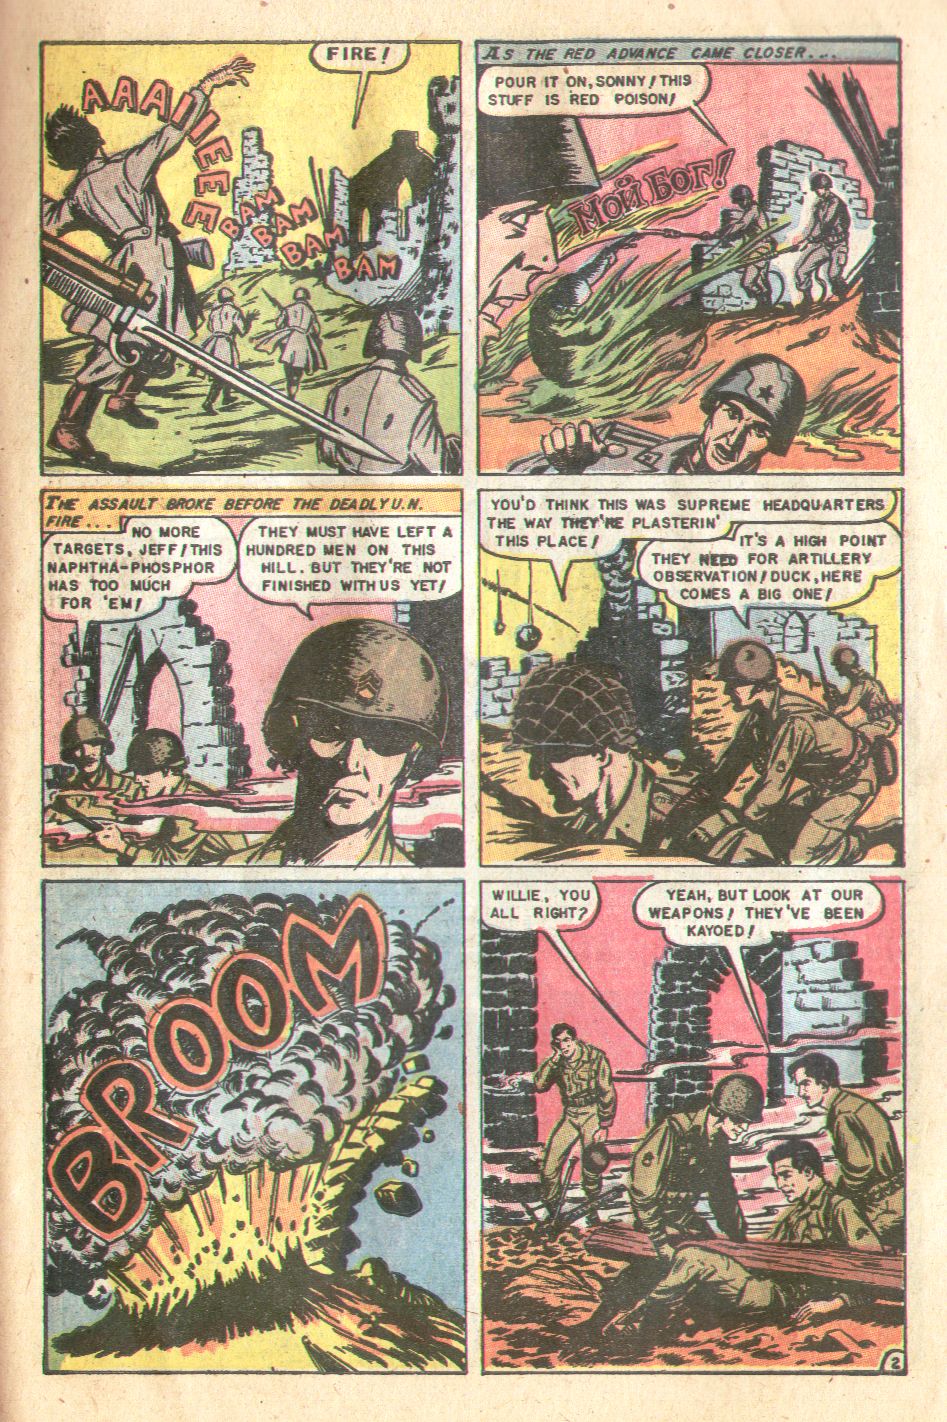 FIRE!
AAAAIIEEEE
BAM
BAM
BAM
BAM
AS THE RED ADVANCE CAME CLOSER...
POUR IT ON, SONNY! THIS
STUFF IS RED POISON!
МОЙ БОГ!
THE ASSAULT BROKE BEFORE THE DEADLY U.N.
FIRE...
NO MORE
TARGETS, JEFF! THIS
NAPHTHA-PHOSPHOR
HAS TOO MUCH
FOR 'EM!
THEY MUST HAVE LEFT A
HUNDRED MEN ON THIS
HILL. BUT THEY'RE NOT
FINISHED WITH US YET!
YOU'D THINK THIS WAS SUPREME HEADQUARTERS
THE WAY THEY'RE PLASTERIN'
THIS PLACE!
IT'S A HIGH POINT
THEY NEED FOR ARTILLERY
OBSERVATION! DUCK, HERE
COMES A BIG ONE!
BROOM
WILLIE, YOU
ALL RIGHT?
YEAH, BUT LOOK AT OUR
WEAPONS! THEY'VE BEEN
KAYOED!
2